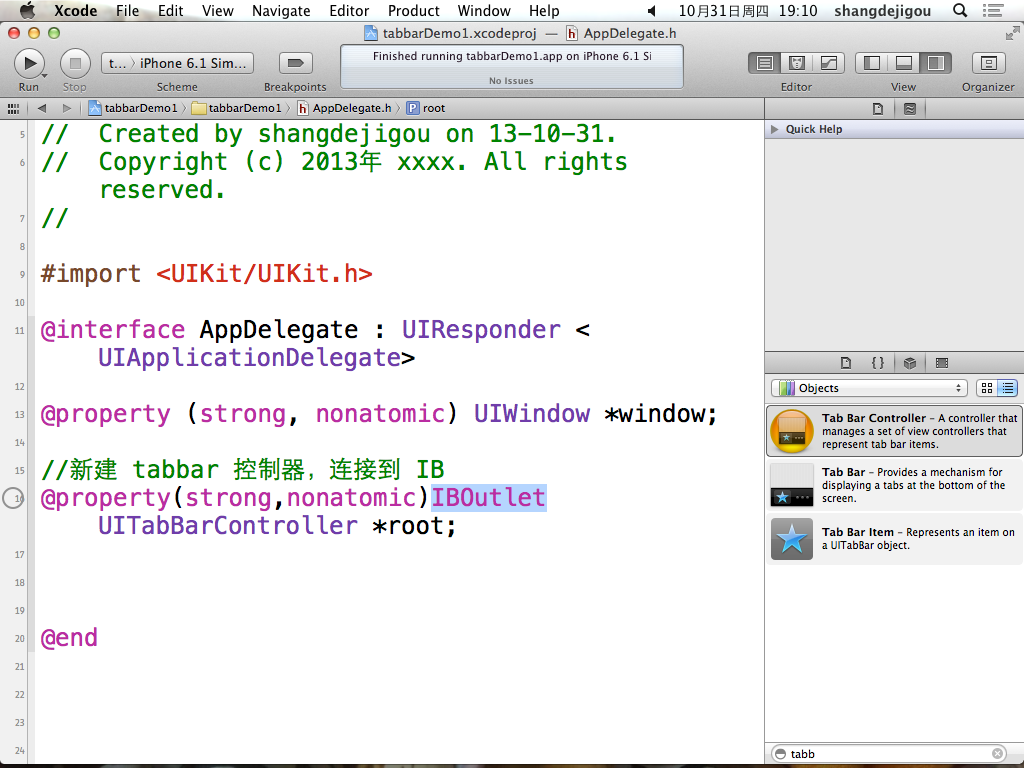 Xcode File Edit View Navigate Editor Product Window Help 10月31日周四 19:10 shangdejigou
tabbarDemo1.xcodeproj — AppDelegate.h
t... iPhone 6.1 Sim...
Finished running tabbarDemo1.app on iPhone 6.1 Si
No Issues
Run Stop Scheme Breakpoints Editor View Organizer
tabbarDemo1 tabbarDemo1 AppDelegate.h P root
Quick Help
5 // Created by shangdejigou on 13-10-31.
6 // Copyright (c) 2013年 xxxx. All rights
reserved.
7 //
8
9 #import <UIKit/UIKit.h>
10
11 @interface AppDelegate : UIResponder <
UIApplicationDelegate>
12
13 @property (strong, nonatomic) UIWindow *window;
14
15 //新建 tabbar 控制器，连接到 IB
16 @property(strong,nonatomic)IBOutlet
UITabBarController *root;
17
18
19
20 @end
21
22
23
24
{ }
Objects
Tab Bar Controller – A controller that
manages a set of view controllers that
represent tab bar items.
Tab Bar – Provides a mechanism for
displaying a tabs at the bottom of the
screen.
Tab Bar Item – Represents an item on
a UITabBar object.
tabb